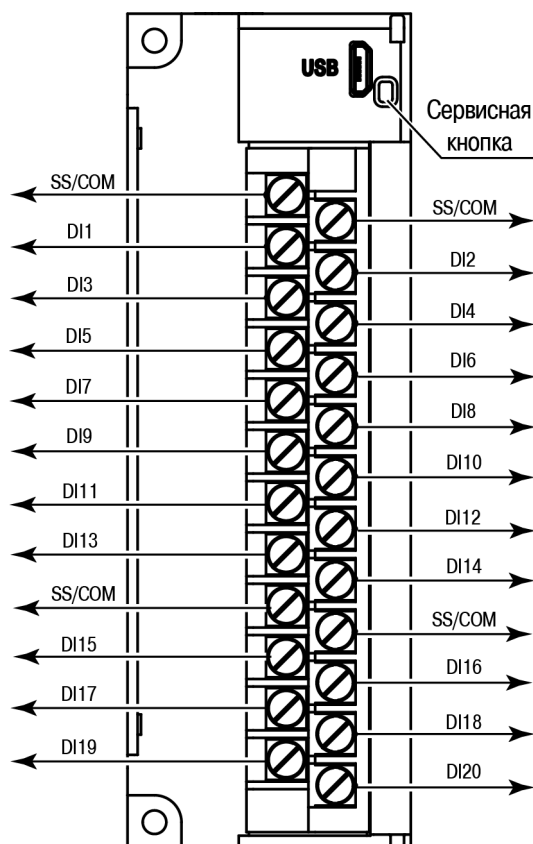 USB
Сервисная
кнопка
SS/COM
SS/COM
DI1
DI2
DI3
DI4
DI5
DI6
DI7
DI8
DI9
DI10
DI11
DI12
DI13
DI14
SS/COM
SS/COM
DI15
DI16
DI17
DI18
DI19
DI20